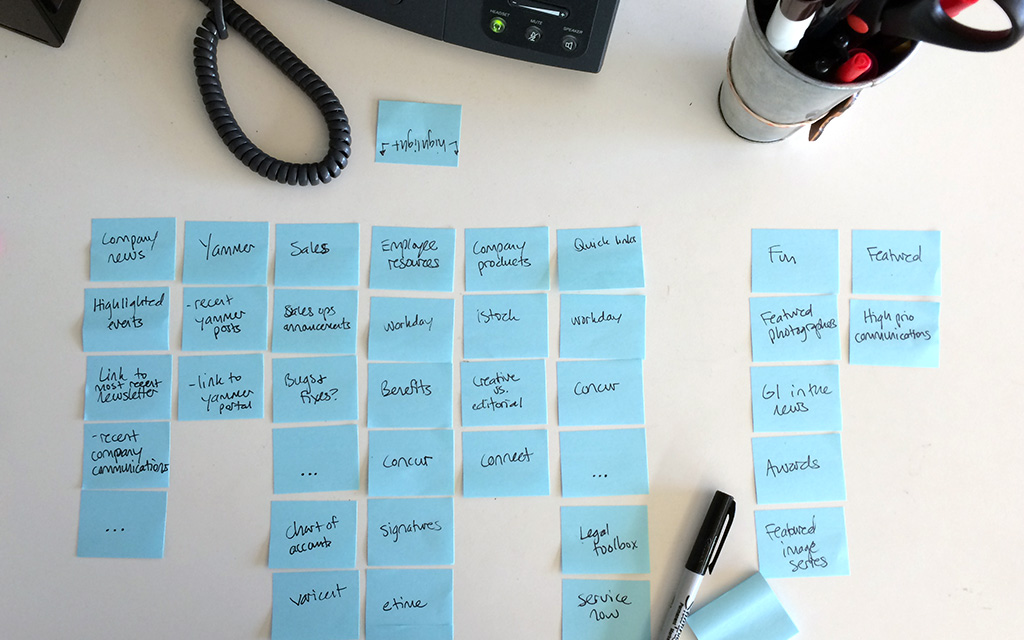 HEADSET
MUTE
SPEAKER
highlight
Company
news
Highlighted
events
Link to
most recent
newsletter
-recent
company
communications
...
Yammer
-recent
yammer
posts
-link to
yammer
portal
Sales
Sales ops
annoucements
Bugs &
fixes?
...
Chart of
accounts
Varicent
Employee
resources
workday
Benefits
Concur
signatures
etime
Company
products
iStock
Creative
vs.
editorial
Connect
Quick links
workday
Concur
...
Legal
toolbox
Service
now
Fun
Featured
photographers
GI in the
news
Awards
Featured
image
series
Featured
High prio
communications
Sharpie